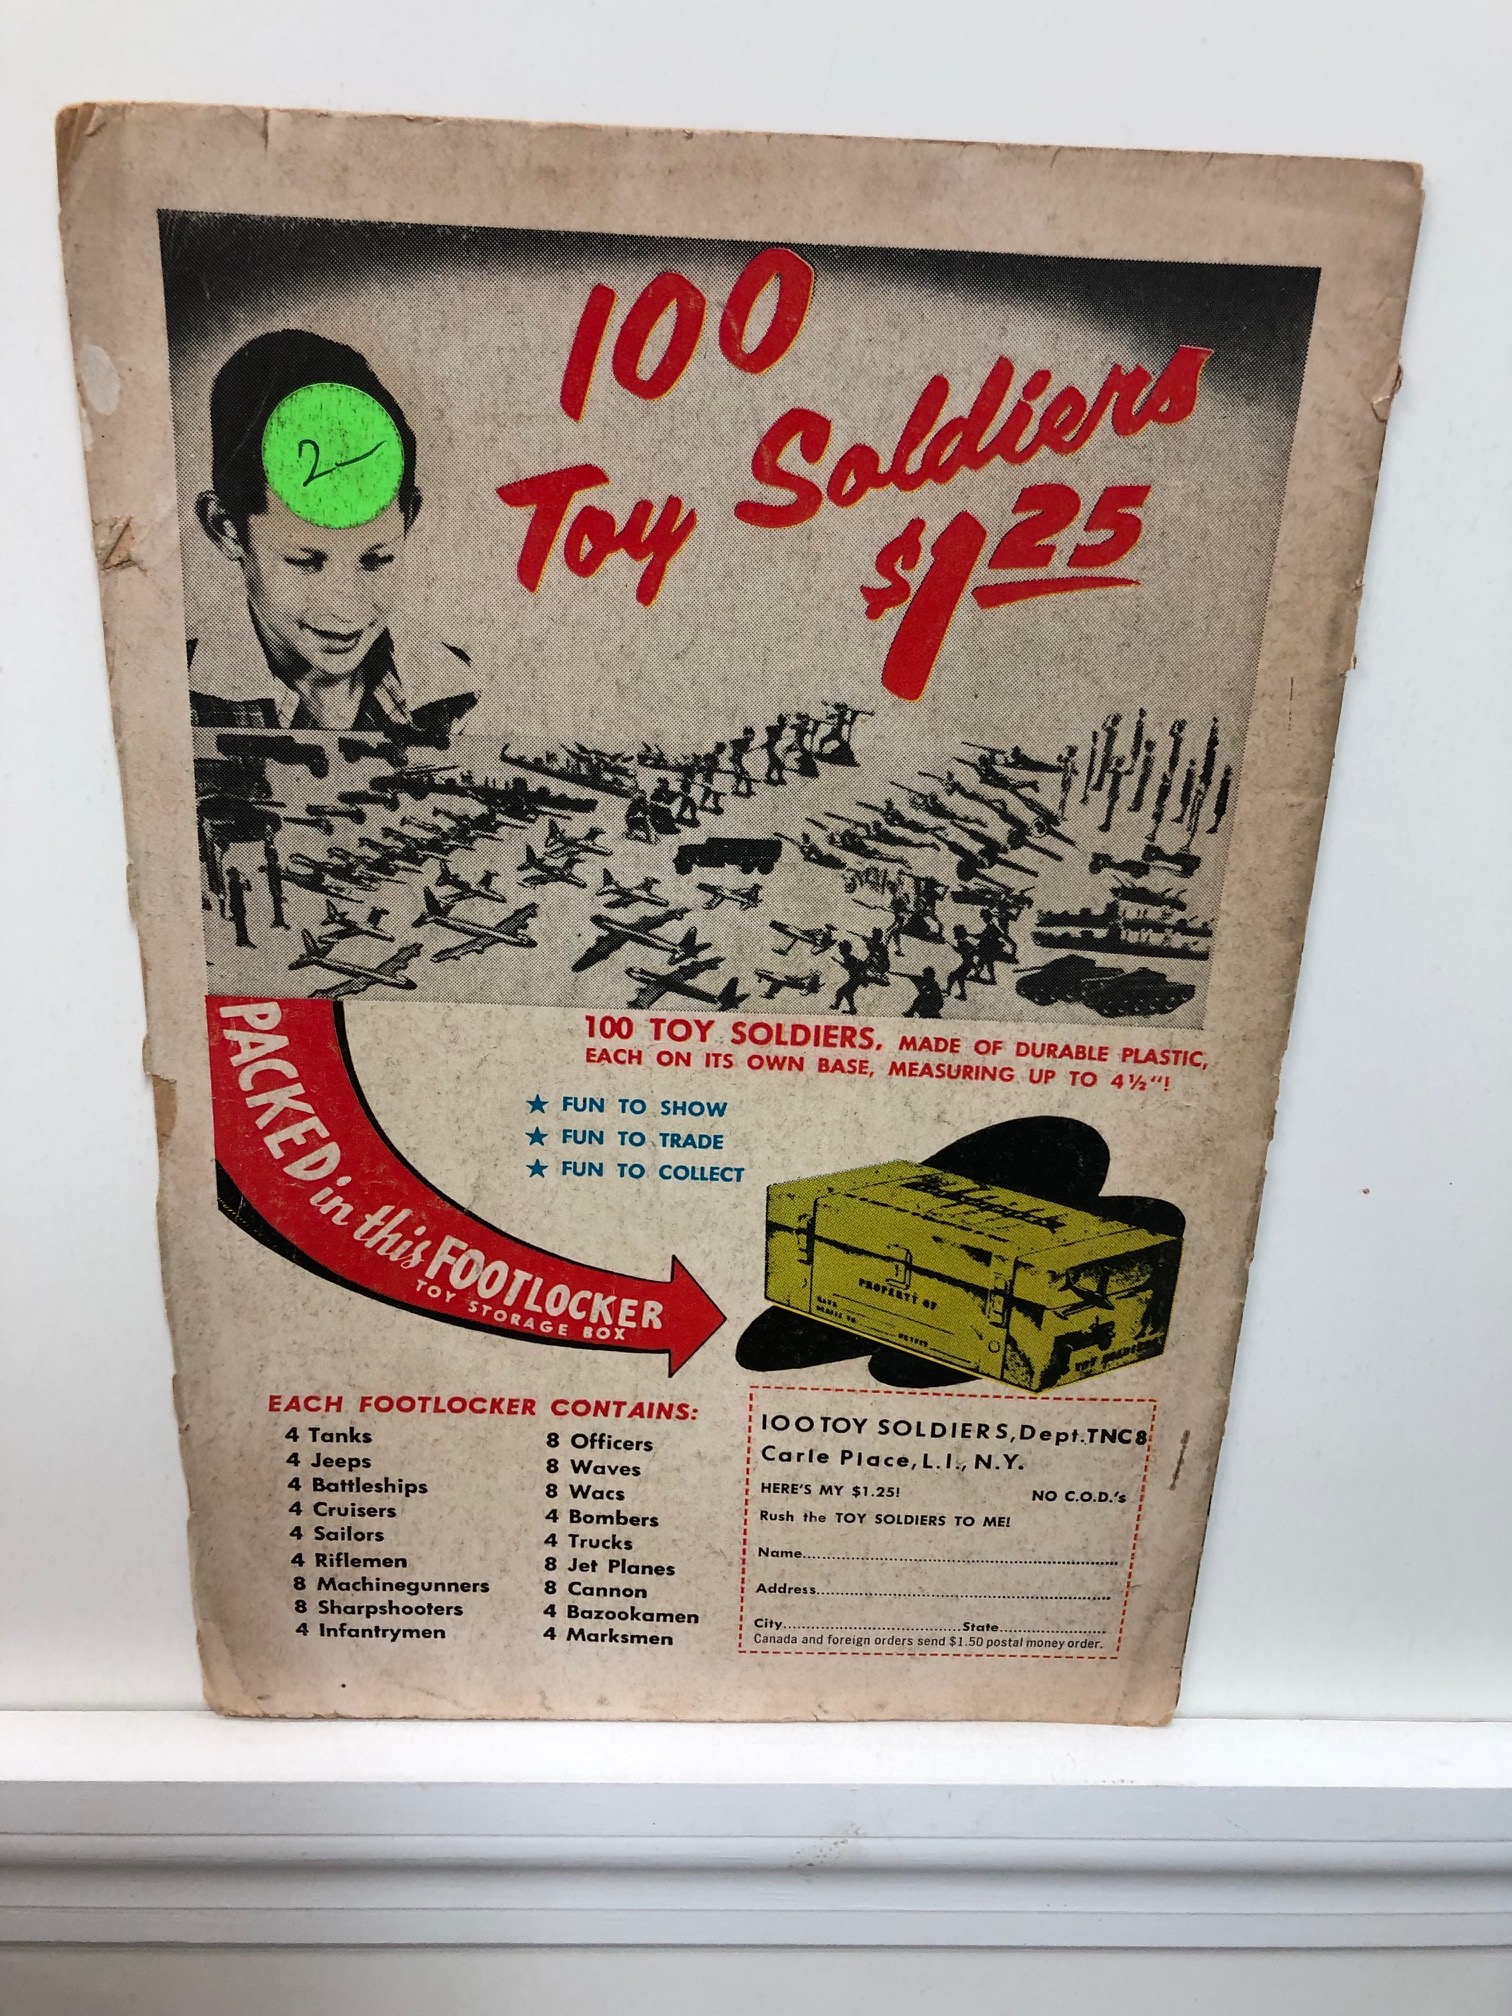 100
Toy Soldiers
$1.25
2
100 TOY SOLDIERS, MADE OF DURABLE PLASTIC,
EACH ON ITS OWN BASE, MEASURING UP TO 4½"!
★ FUN TO SHOW
★ FUN TO TRADE
★ FUN TO COLLECT
PACKED in this FOOTLOCKER
TOY STORAGE BOX
PROPERTY OF
EACH FOOTLOCKER CONTAINS:
4 Tanks
4 Jeeps
4 Battleships
4 Cruisers
4 Sailors
4 Riflemen
8 Machinegunners
8 Sharpshooters
4 Infantrymen
8 Officers
8 Waves
8 Wacs
4 Bombers
4 Trucks
8 Jet Planes
8 Cannon
4 Bazookamen
4 Marksmen
100 TOY SOLDIERS, Dept. TNC8
Carle Place, L.I., N.Y.
HERE'S MY $1.25! NO C.O.D.'s
Rush the TOY SOLDIERS TO ME!
Name
Address
City State
Canada and foreign orders send $1.50 postal money order.